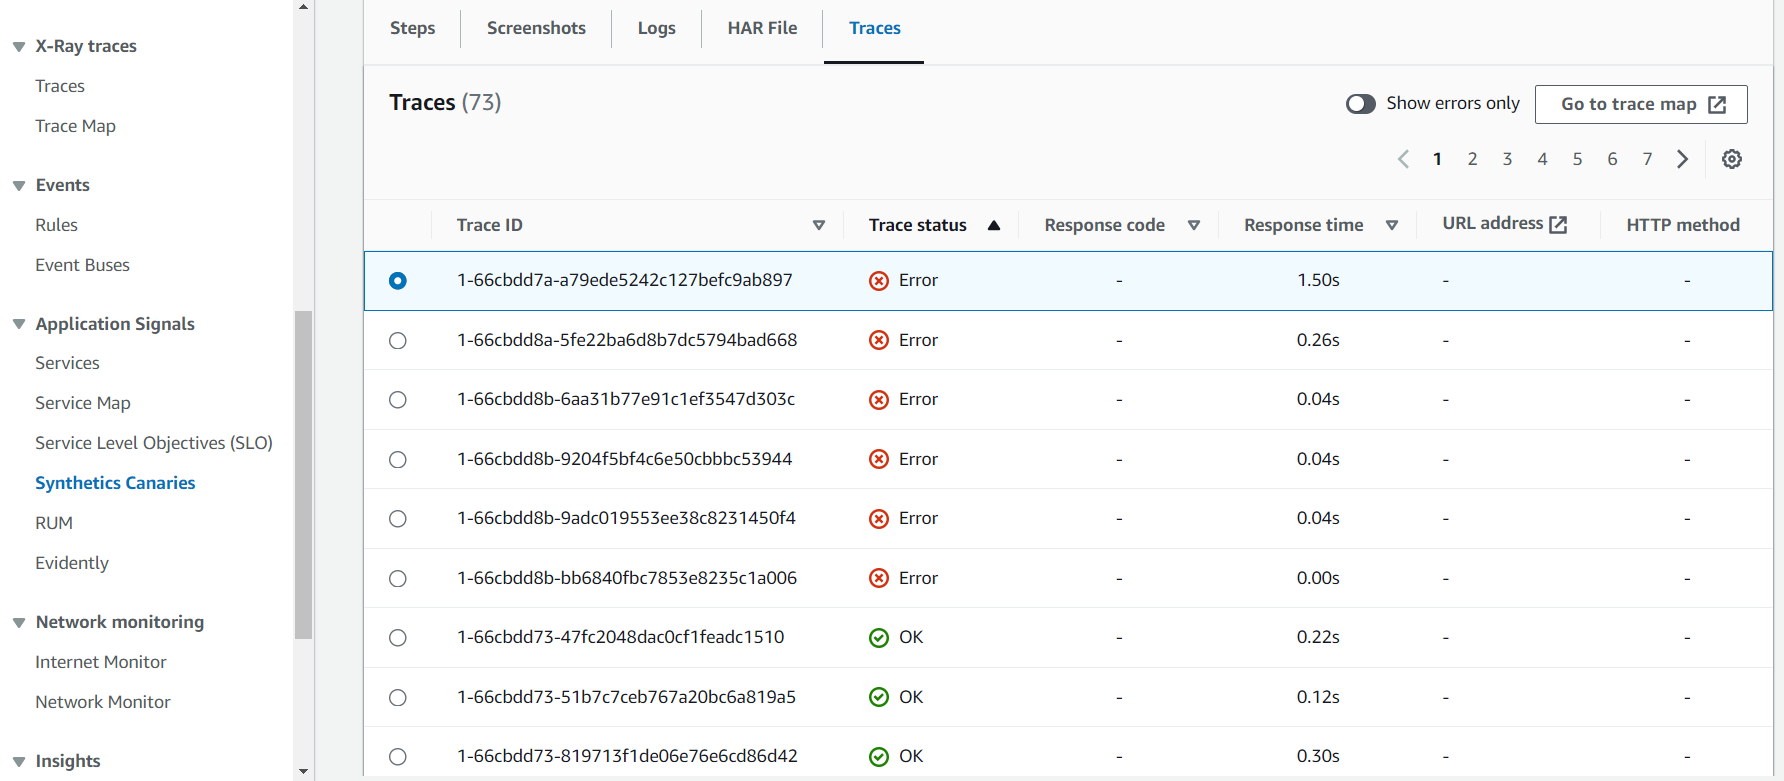 X-Ray traces
Traces
Trace Map
Events
Rules
Event Buses
Application Signals
Services
Service Map
Service Level Objectives (SLO)
Synthetics Canaries
RUM
Evidently
Network monitoring
Internet Monitor
Network Monitor
Insights
Steps Screenshots Logs HAR File Traces
Traces (73) Show errors only Go to trace map
1 2 3 4 5 6 7
Trace ID Trace status Response code Response time URL address HTTP method
1-66cbdd7a-a79ede5242c127befc9ab897 Error - 1.50s - -
1-66cbdd8a-5fe22ba6d8b7dc5794bad668 Error - 0.26s - -
1-66cbdd8b-6aa31b77e91c1ef3547d303c Error - 0.04s - -
1-66cbdd8b-9204f5bf4c6e50cbbbc53944 Error - 0.04s - -
1-66cbdd8b-9adc019553ee38c8231450f4 Error - 0.04s - -
1-66cbdd8b-bb6840fbc7853e8235c1a006 Error - 0.00s - -
1-66cbdd73-47fc2048dac0cf1feadc1510 OK - 0.22s - -
1-66cbdd73-51b7c7ceb767a20bc6a819a5 OK - 0.12s - -
1-66cbdd73-819713f1de06e76e6cd86d42 OK - 0.30s - -